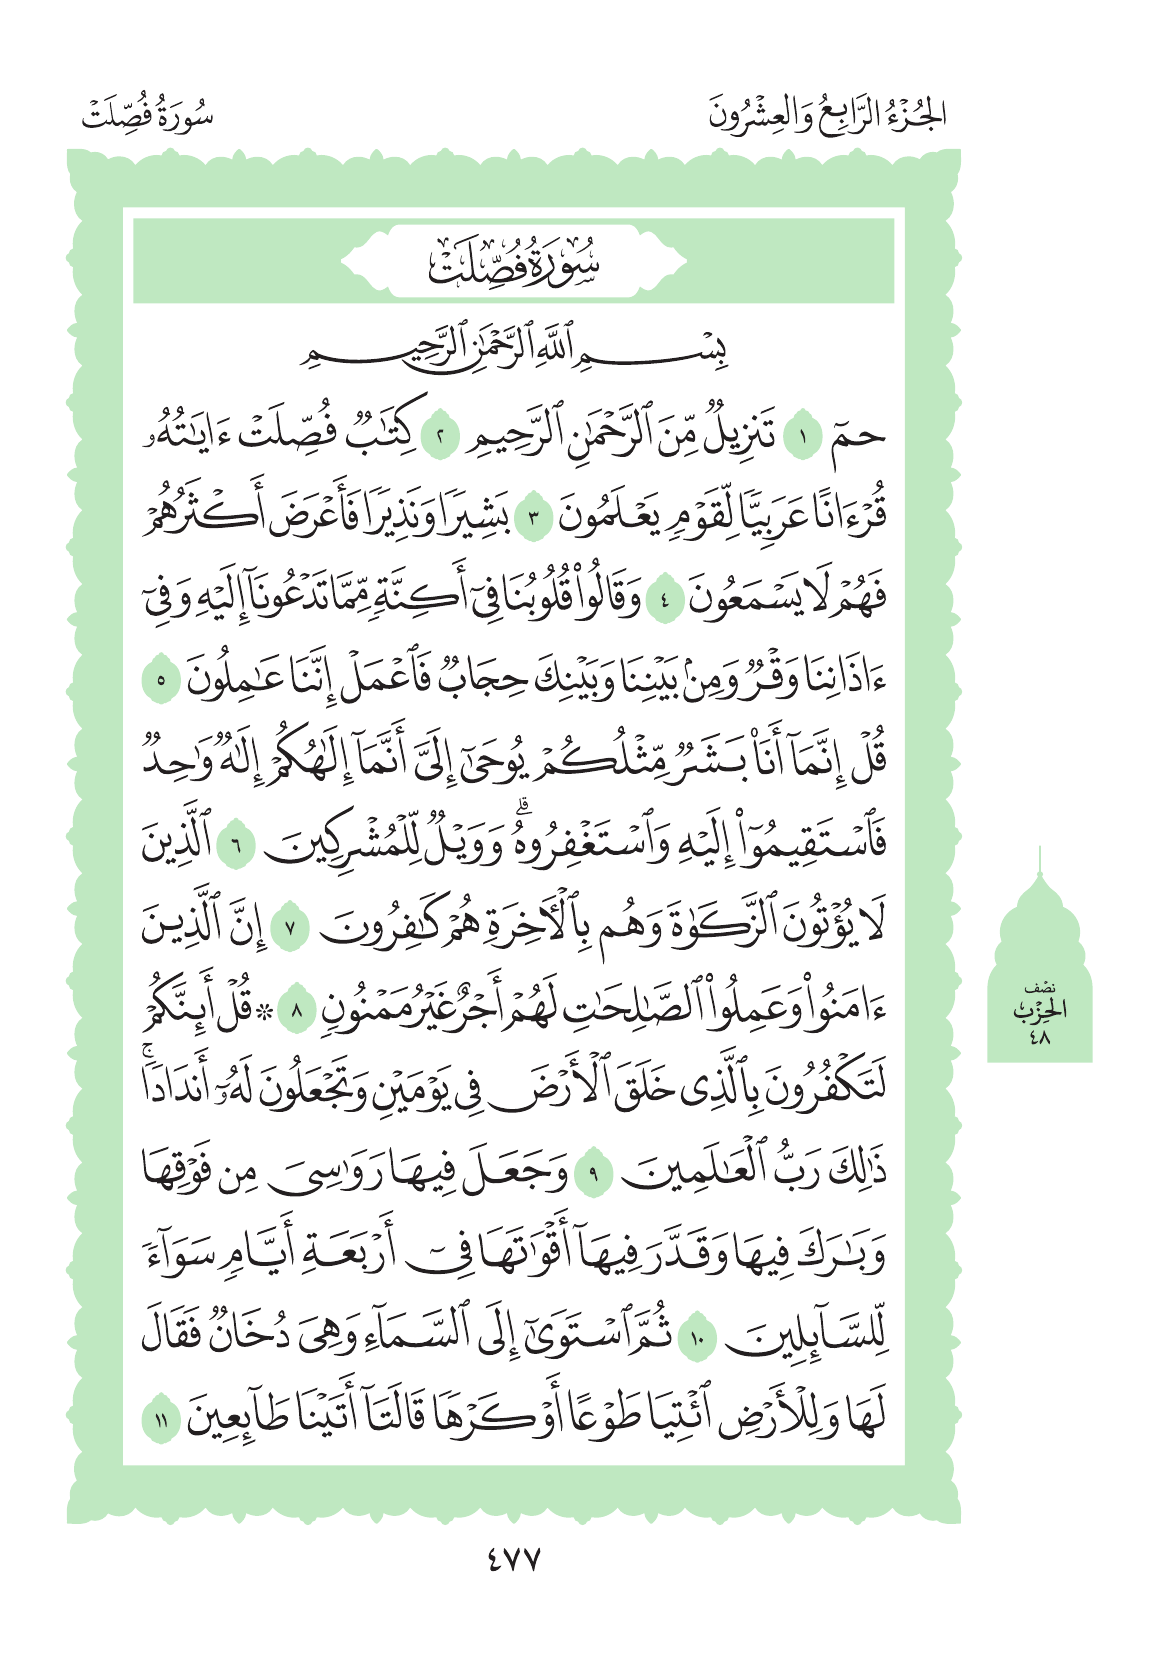 الجُزْءُ الرَّابِعُ وَالعِشْرُونَ
سُورَةُ فُصِّلَتْ
سُورَةُ فُصِّلَتْ
بِسْمِ ٱللَّهِ ٱلرَّحْمَٰنِ ٱلرَّحِيمِ
حمٓ ١ تَنزِيلٌ مِّنَ ٱلرَّحْمَٰنِ ٱلرَّحِيمِ ٢ كِتَٰبٌ فُصِّلَتْ ءَايَٰتُهُۥ
قُرْءَانًا عَرَبِيًّا لِّقَوْمٍ يَعْلَمُونَ ٣ بَشِيرًا وَنَذِيرًا فَأَعْرَضَ أَكْثَرُهُمْ
فَهُمْ لَا يَسْمَعُونَ ٤ وَقَالُوا۟ قُلُوبُنَا فِىٓ أَكِنَّةٍ مِّمَّا تَدْعُونَآ إِلَيْهِ وَفِىٓ
ءَاذَانِنَا وَقْرٌ وَمِنۢ بَيْنِنَا وَبَيْنِكَ حِجَابٌ فَٱعْمَلْ إِنَّنَا عَٰمِلُونَ ٥
قُلْ إِنَّمَآ أَنَا۠ بَشَرٌ مِّثْلُكُمْ يُوحَىٰٓ إِلَىَّ أَنَّمَآ إِلَٰهُكُمْ إِلَٰهٌ وَٰحِدٌ
فَٱسْتَقِيمُوٓا۟ إِلَيْهِ وَٱسْتَغْفِرُوهُ ۗ وَوَيْلٌ لِّلْمُشْرِكِينَ ٦ ٱلَّذِينَ
لَا يُؤْتُونَ ٱلزَّكَوٰةَ وَهُم بِٱلْءَاخِرَةِ هُمْ كَٰفِرُونَ ٧ إِنَّ ٱلَّذِينَ
ءَامَنُوا۟ وَعَمِلُوا۟ ٱلصَّٰلِحَٰتِ لَهُمْ أَجْرٌ غَيْرُ مَمْنُونٍ ٨ ۞ قُلْ أَئِنَّكُمْ
لَتَكْفُرُونَ بِٱلَّذِى خَلَقَ ٱلْأَرْضَ فِى يَوْمَيْنِ وَتَجْعَلُونَ لَهُۥٓ أَندَادًا ۚ
ذَٰلِكَ رَبُّ ٱلْعَٰلَمِينَ ٩ وَجَعَلَ فِيهَا رَوَٰسِىَ مِن فَوْقِهَا
وَبَٰرَكَ فِيهَا وَقَدَّرَ فِيهَآ أَقْوَٰتَهَا فِىٓ أَرْبَعَةِ أَيَّامٍ سَوَآءً
لِّلسَّآئِلِينَ ١٠ ثُمَّ ٱسْتَوَىٰٓ إِلَى ٱلسَّمَآءِ وَهِىَ دُخَانٌ فَقَالَ
لَهَا وَلِلْأَرْضِ ٱئْتِيَا طَوْعًا أَوْ كَرْهًا قَالَتَآ أَتَيْنَا طَآئِعِينَ ١١
نِصْف
الحِزْب
٤٨
٤٧٧